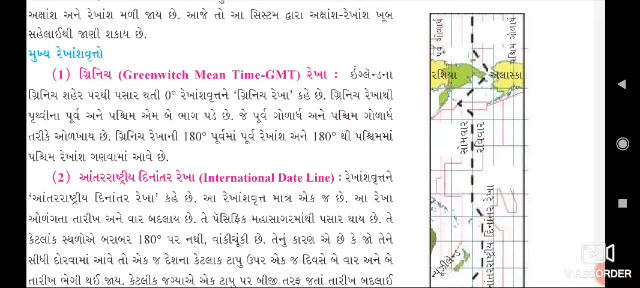 અક્ષાંશ અને રેખાંશ મળી જાય છે. આજે તો આ સિસ્ટમ દ્વારા અક્ષાંશ-રેખાંશ ખૂબ
સહેલાઈથી જાણી શકાય છે.
મુખ્ય રેખાંશવૃત્તો
(1) ગ્રિનિચ (Greenwitch Mean Time-GMT) રેખા : ઇંગ્લેન્ડના
ગ્રિનિચ શહેર પરથી પસાર થતી 0° રેખાંશવૃત્તને ‘ગ્રિનિચ રેખા’ કહે છે. ગ્રિનિચ રેખાથી
પૃથ્વીના પૂર્વ અને પશ્ચિમ એમ બે ભાગ પડે છે. જે પૂર્વ ગોળાર્ધ અને પશ્ચિમ ગોળાર્ધ
તરીકે ઓળખાય છે. ગ્રિનિચ રેખાની 180° પૂર્વમાં પૂર્વ રેખાંશ અને 180° થી પશ્ચિમમાં
પશ્ચિમ રેખાંશ ગણવામાં આવે છે.
(2) આંતરરાષ્ટ્રીય દિનાંતર રેખા (International Date Line) : રેખાંશવૃત્તને
‘આંતરરાષ્ટ્રીય દિનાંતર રેખા’ કહે છે. આ રેખાંશવૃત્ત માત્ર એક જ છે. આ રેખા
ઓળંગતા તારીખ અને વાર બદલાય છે. તે પેસિફિક મહાસાગરમાંથી પસાર થાય છે. તે
કેટલાંક સ્થળોએ બરાબર 180° પર નથી, વાંકીચૂંકી છે. તેનું કારણ એ છે કે જો તેને
સીધી દોરવામાં આવે તો એક જ દેશના કેટલાક ટાપુ ઉપર એક જ દિવસે બે વાર અને બે
તારીખ ભેગી થઈ જાય. કેટલીક જગ્યાએ એક ટાપુ પર બીજી તરફ જતાં તારીખ બદલાઈ
પૂર્વ ગોળાર્ધ
પશ્ચિમ ગોળાર્ધ
રશિયા
અલાસ્કા
સોમવાર
રવિવાર
આંતરરાષ્ટ્રીય દિનાંતર રેખા
ન્યૂઝીલેન્ડ
V RECORDER